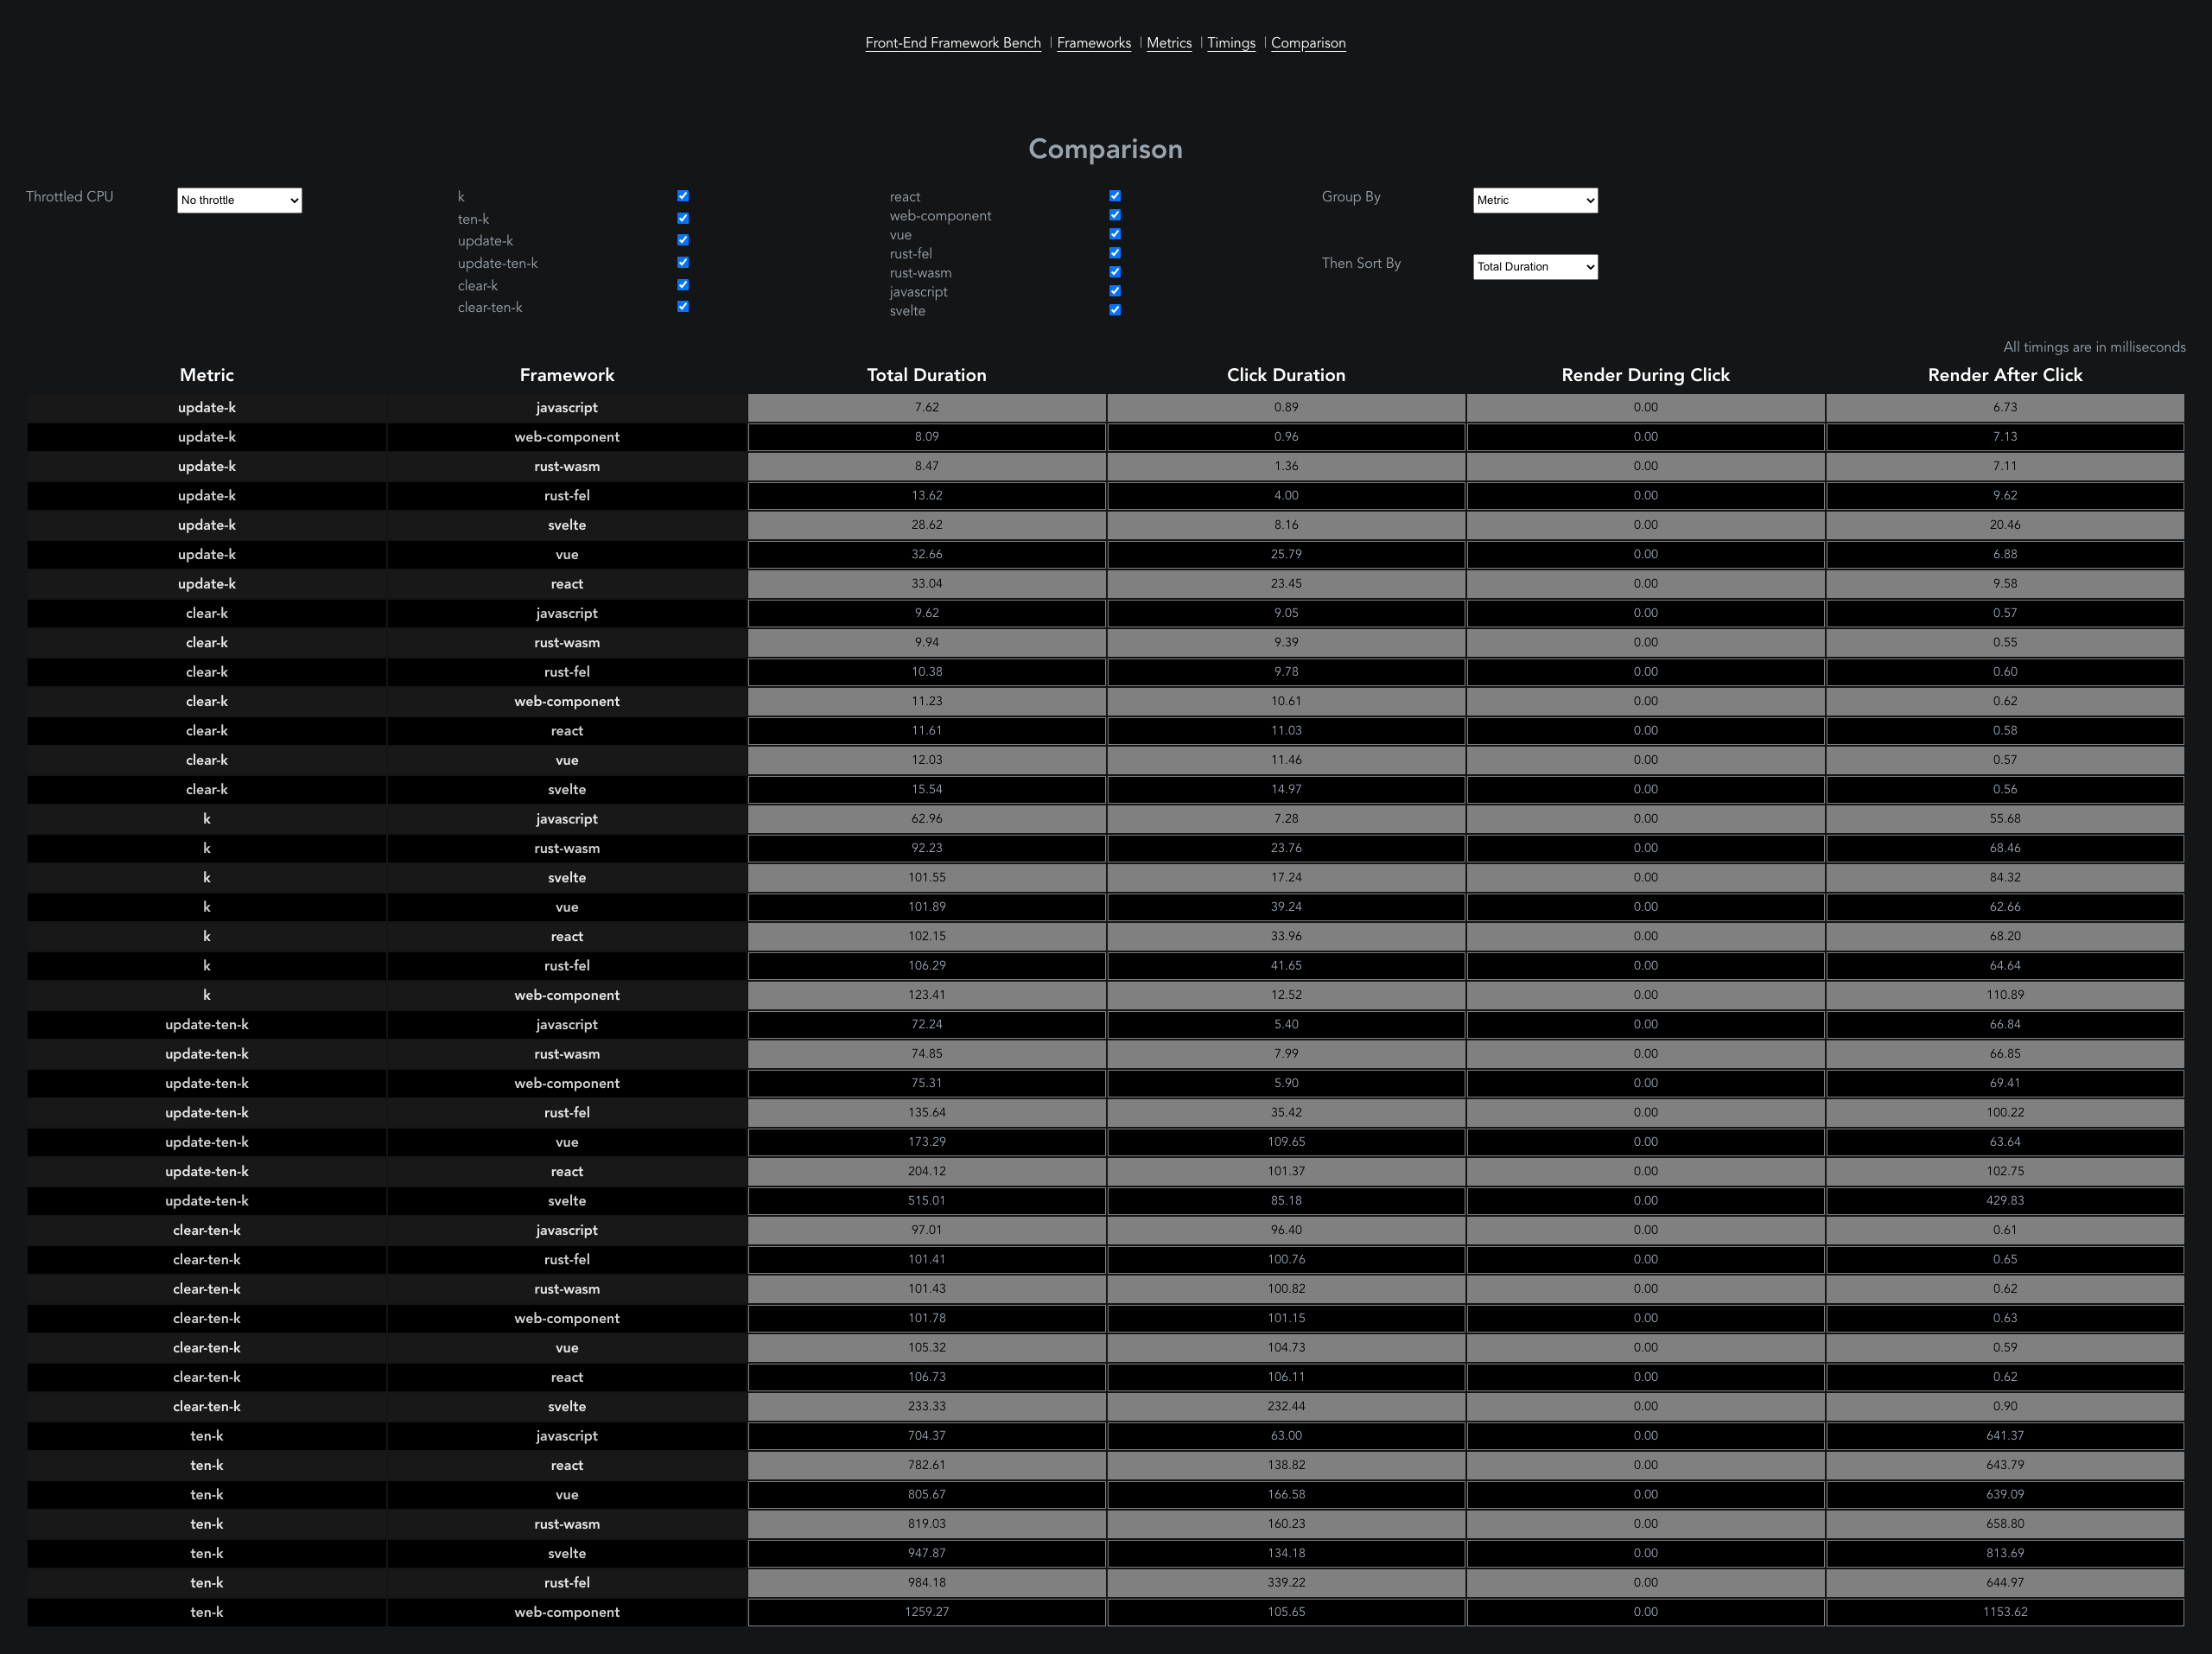 Front-End Framework Bench | Frameworks | Metrics | Timings | Comparison
Comparison
Throttled CPU No throttle
k
ten-k
update-k
update-ten-k
clear-k
clear-ten-k
react
web-component
vue
rust-fel
rust-wasm
javascript
svelte
Group By Metric
Then Sort By Total Duration
All timings are in milliseconds
Metric Framework Total Duration Click Duration Render During Click Render After Click
update-k javascript 7.62 0.89 0.00 6.73
update-k web-component 8.09 0.96 0.00 7.13
update-k rust-wasm 8.47 1.36 0.00 7.11
update-k rust-fel 13.62 4.00 0.00 9.62
update-k svelte 28.62 8.16 0.00 20.46
update-k vue 32.66 25.79 0.00 6.88
update-k react 33.04 23.45 0.00 9.58
clear-k javascript 9.62 9.05 0.00 0.57
clear-k rust-wasm 9.94 9.39 0.00 0.55
clear-k rust-fel 10.38 9.78 0.00 0.60
clear-k web-component 11.23 10.61 0.00 0.62
clear-k react 11.61 11.03 0.00 0.58
clear-k vue 12.03 11.46 0.00 0.57
clear-k svelte 15.54 14.97 0.00 0.56
k javascript 62.96 7.28 0.00 55.68
k rust-wasm 92.23 23.76 0.00 68.46
k svelte 101.55 17.24 0.00 84.32
k vue 101.89 39.24 0.00 62.66
k react 102.15 33.96 0.00 68.20
k rust-fel 106.29 41.65 0.00 64.64
k web-component 123.41 12.52 0.00 110.89
update-ten-k javascript 72.24 5.40 0.00 66.84
update-ten-k rust-wasm 74.85 7.99 0.00 66.85
update-ten-k web-component 75.31 5.90 0.00 69.41
update-ten-k rust-fel 135.64 35.42 0.00 100.22
update-ten-k vue 173.29 109.65 0.00 63.64
update-ten-k react 204.12 101.37 0.00 102.75
update-ten-k svelte 515.01 85.18 0.00 429.83
clear-ten-k javascript 97.01 96.40 0.00 0.61
clear-ten-k rust-fel 101.41 100.76 0.00 0.65
clear-ten-k rust-wasm 101.43 100.82 0.00 0.62
clear-ten-k web-component 101.78 101.15 0.00 0.63
clear-ten-k vue 105.32 104.73 0.00 0.59
clear-ten-k react 106.73 106.11 0.00 0.62
clear-ten-k svelte 233.33 232.44 0.00 0.90
ten-k javascript 704.37 63.00 0.00 641.37
ten-k react 782.61 138.82 0.00 643.79
ten-k vue 805.67 166.58 0.00 639.09
ten-k rust-wasm 819.03 160.23 0.00 658.80
ten-k svelte 947.87 134.18 0.00 813.69
ten-k rust-fel 984.18 339.22 0.00 644.97
ten-k web-component 1259.27 105.65 0.00 1153.62